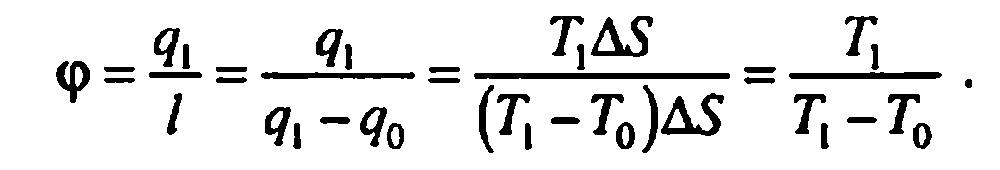 φ = q₁/l = q₁/(q₁ − q₀) = T₁ΔS/((T₁ − T₀)ΔS) = T₁/(T₁ − T₀) .